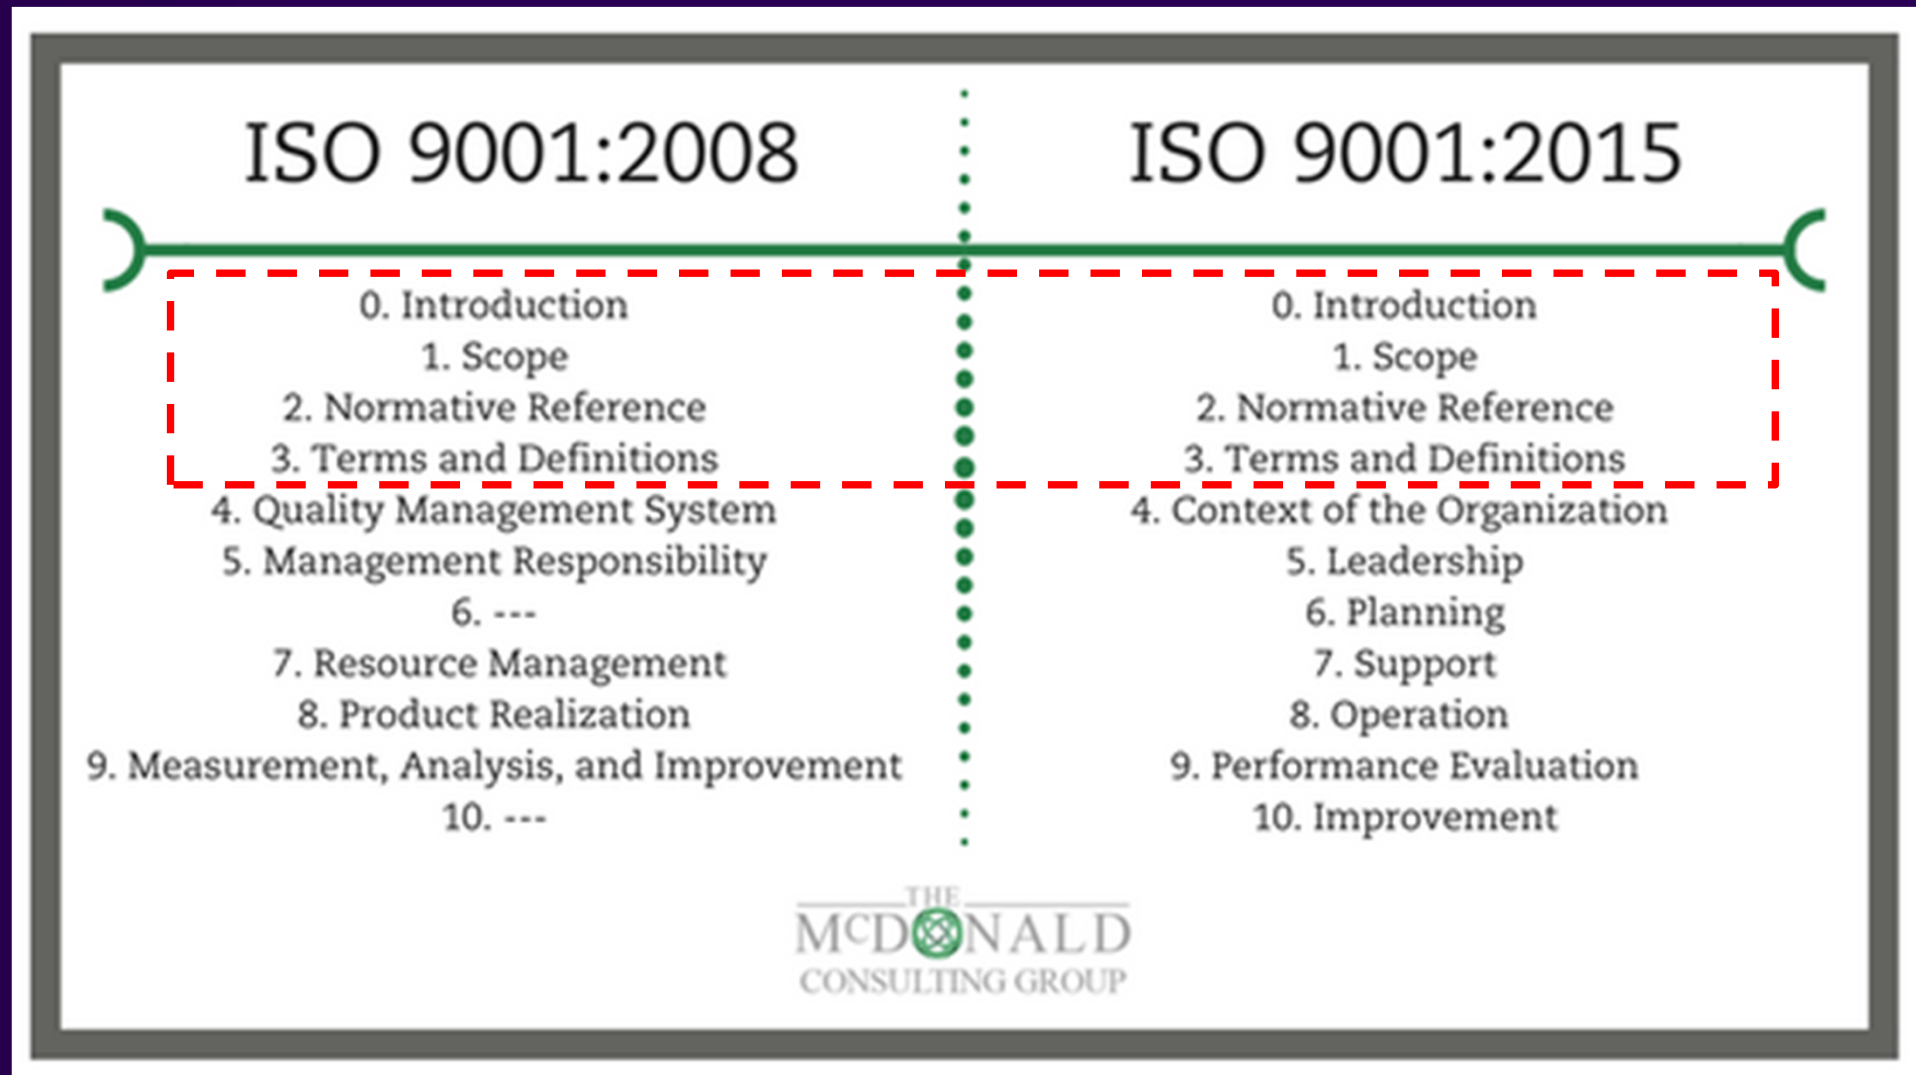 ISO 9001:2008
0. Introduction
1. Scope
2. Normative Reference
3. Terms and Definitions
4. Quality Management System
5. Management Responsibility
6. ---
7. Resource Management
8. Product Realization
9. Measurement, Analysis, and Improvement
10. ---
ISO 9001:2015
0. Introduction
1. Scope
2. Normative Reference
3. Terms and Definitions
4. Context of the Organization
5. Leadership
6. Planning
7. Support
8. Operation
9. Performance Evaluation
10. Improvement
THE
McDONALD
CONSULTING GROUP